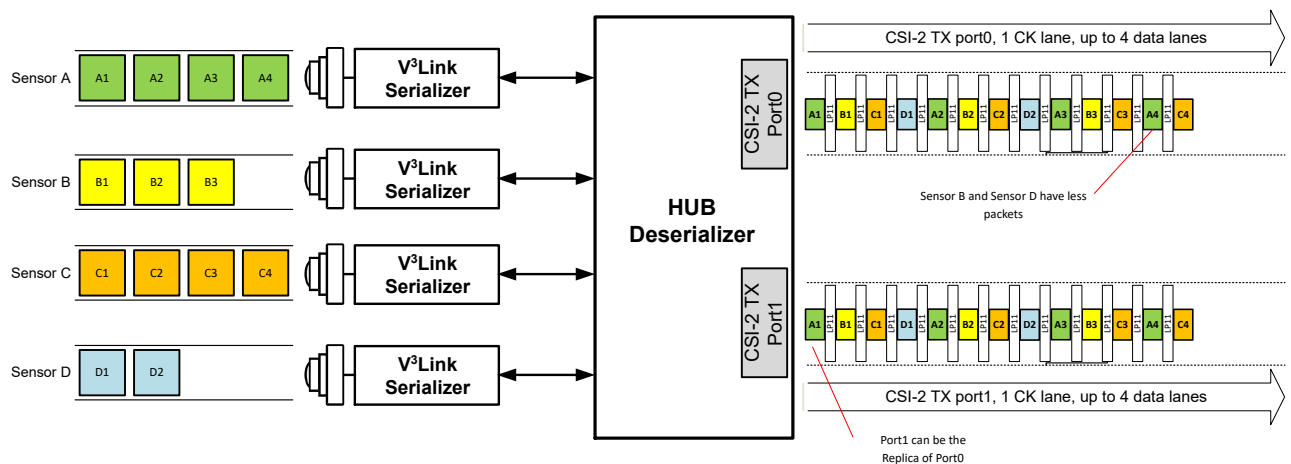 CSI-2 TX port0, 1 CK lane, up to 4 data lanes
Sensor A
A1 A2 A3 A4
V³Link
Serializer
CSI-2 TX
Port0
A1 LP11 B1 LP11 C1 LP11 D1 LP11 A2 LP11 B2 LP11 C2 LP11 D2 LP11 A3 LP11 B3 LP11 C3 LP11 A4 LP11 C4
Sensor B
B1 B2 B3
V³Link
Serializer
Sensor B and Sensor D have less
packets
HUB
Deserializer
Sensor C
C1 C2 C3 C4
V³Link
Serializer
CSI-2 TX
Port1
A1 LP11 B1 LP11 C1 LP11 D1 LP11 A2 LP11 B2 LP11 C2 LP11 D2 LP11 A3 LP11 B3 LP11 C3 LP11 A4 LP11 C4
Sensor D
D1 D2
V³Link
Serializer
CSI-2 TX port1, 1 CK lane, up to 4 data lanes
Port1 can be the
Replica of Port0